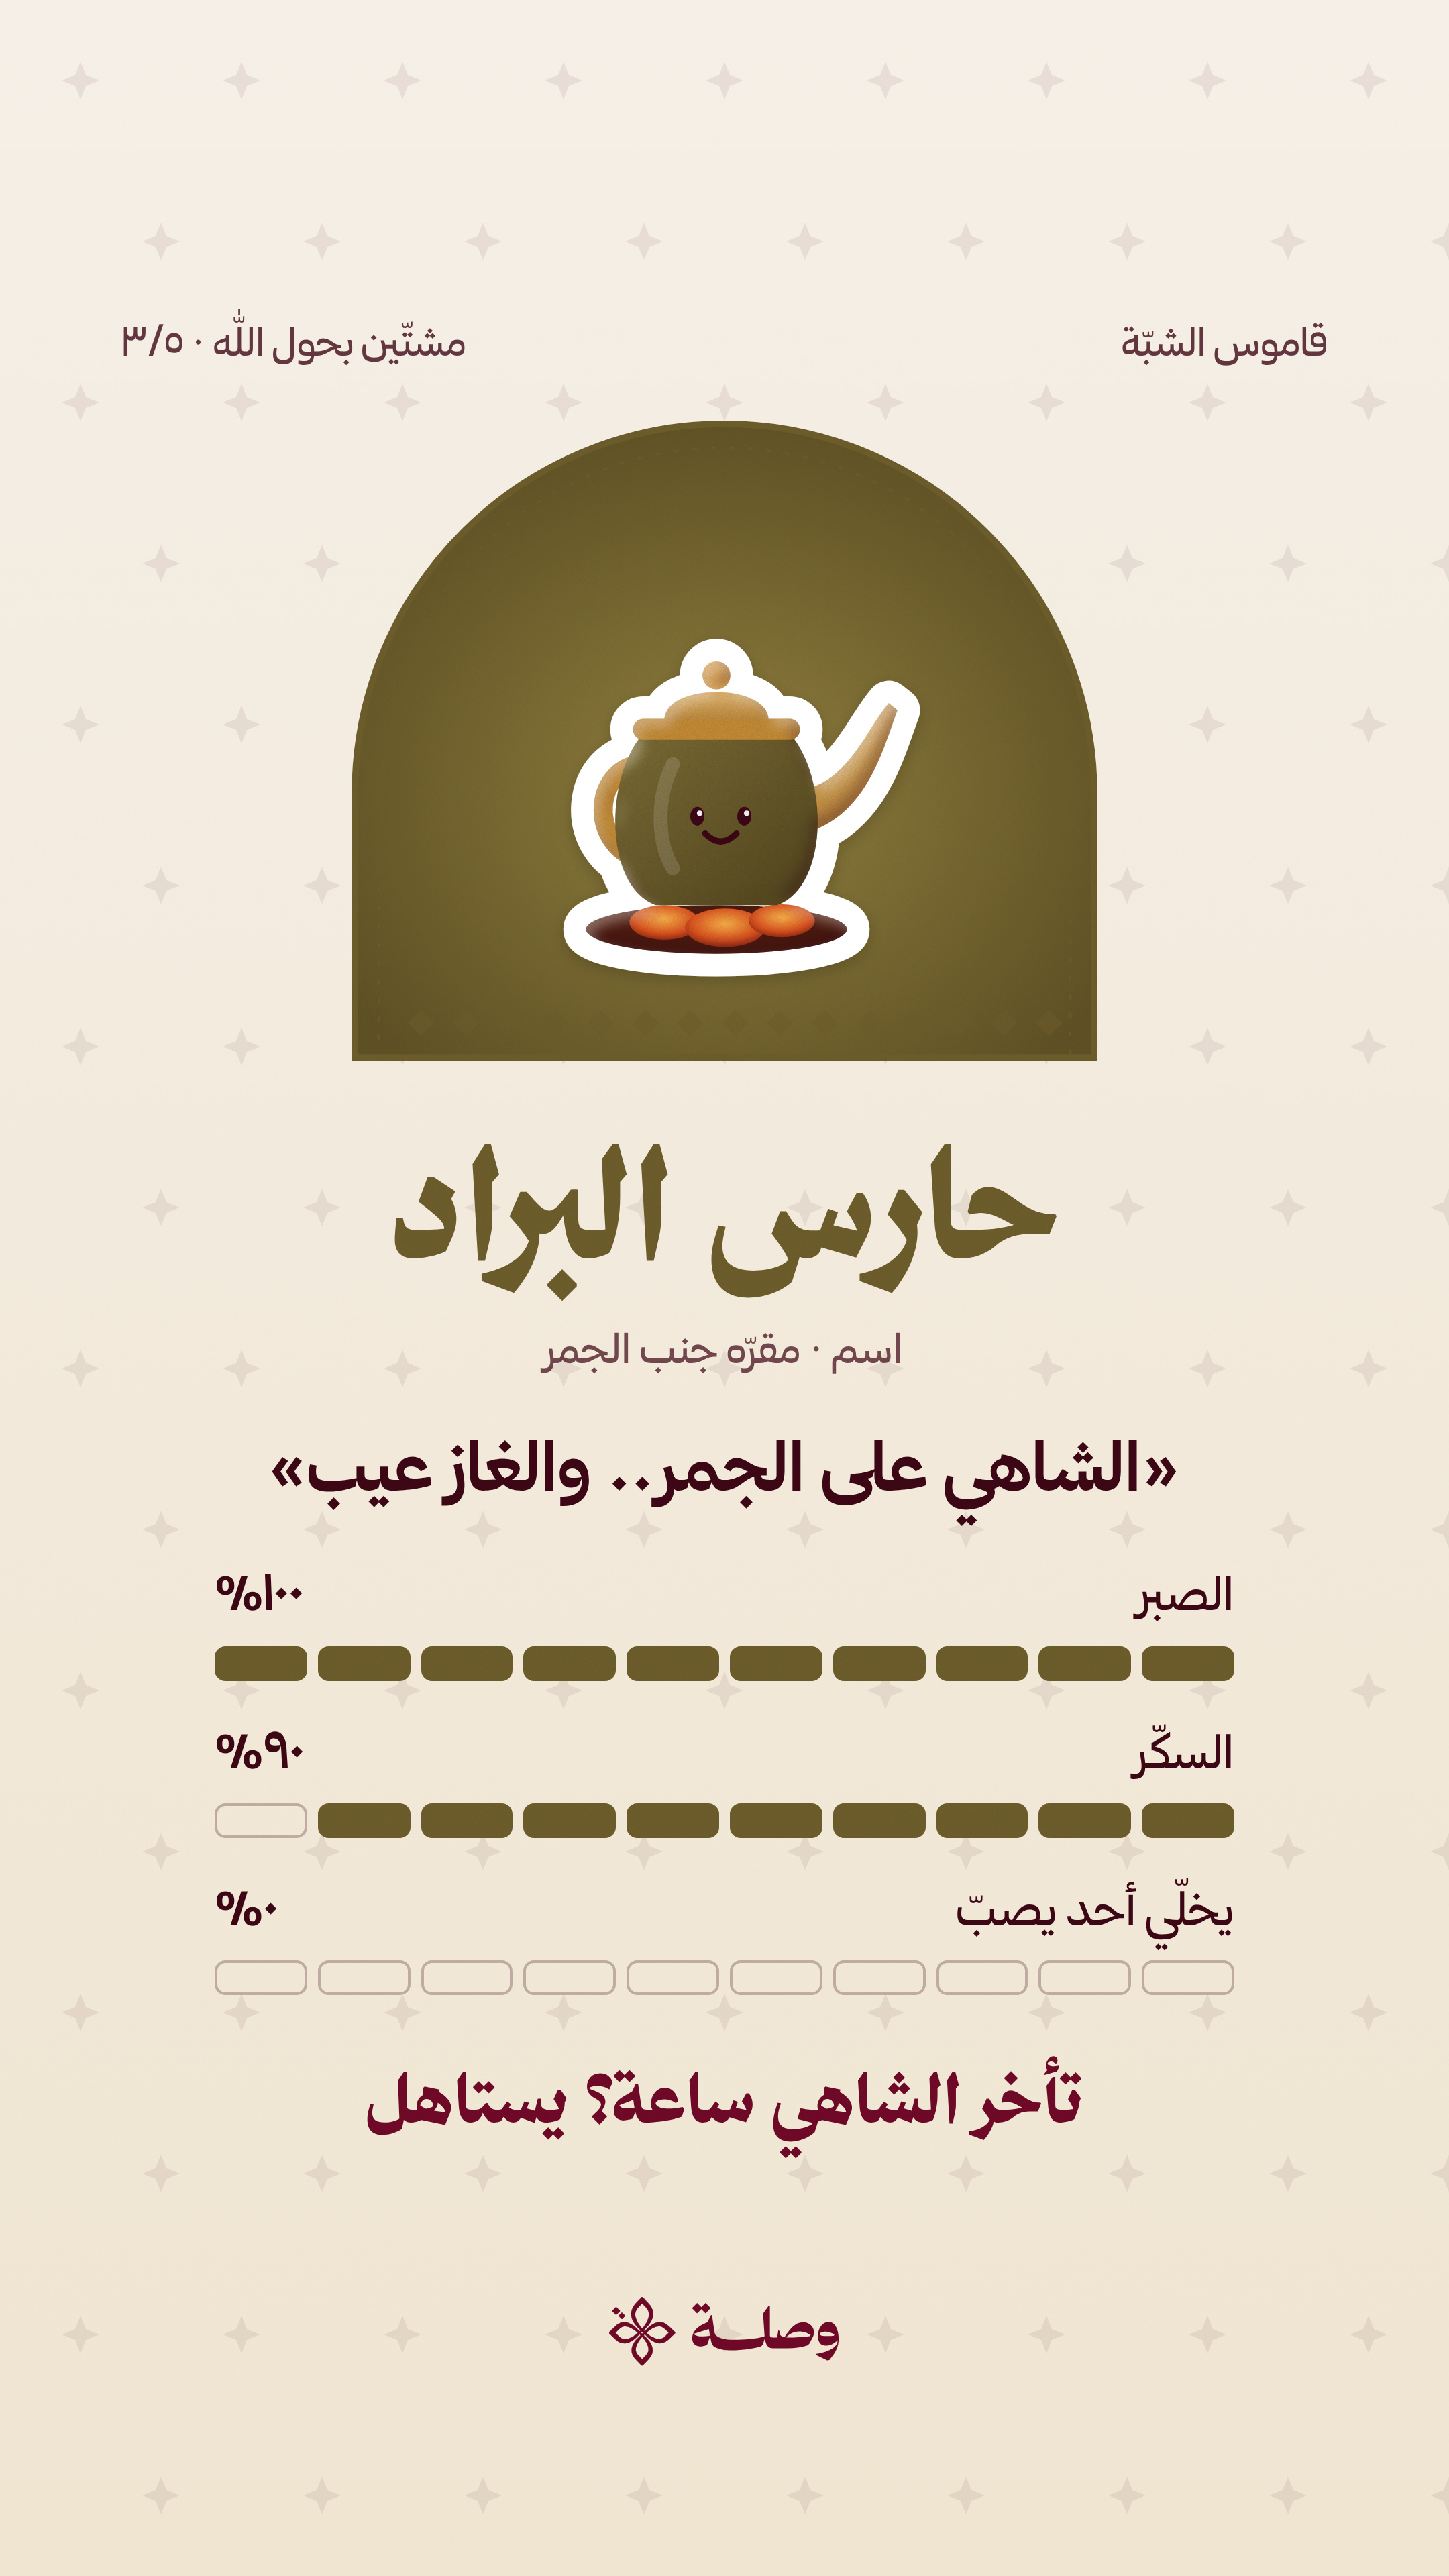 قاموس الشبّة
مشتّين بحول الله · ٣/٥
حارس البراد
اسم · مقرّه جنب الجمر
«الشاهي على الجمر.. والغاز عيب»
الصبر
١٠٠%
السكّر
٩٠%
يخلّي أحد يصبّ
٠%
تأخر الشاهي ساعة؟ يستاهل
وصلـة